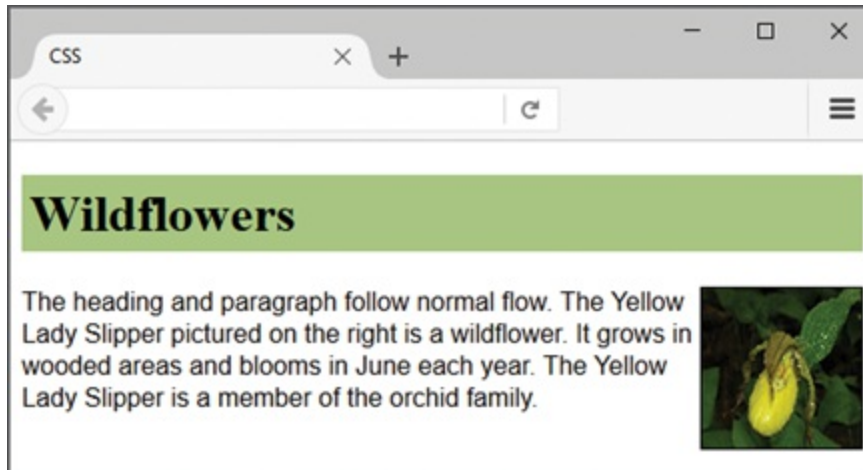 CSS
Wildflowers
The heading and paragraph follow normal flow. The Yellow
Lady Slipper pictured on the right is a wildflower. It grows in
wooded areas and blooms in June each year. The Yellow
Lady Slipper is a member of the orchid family.